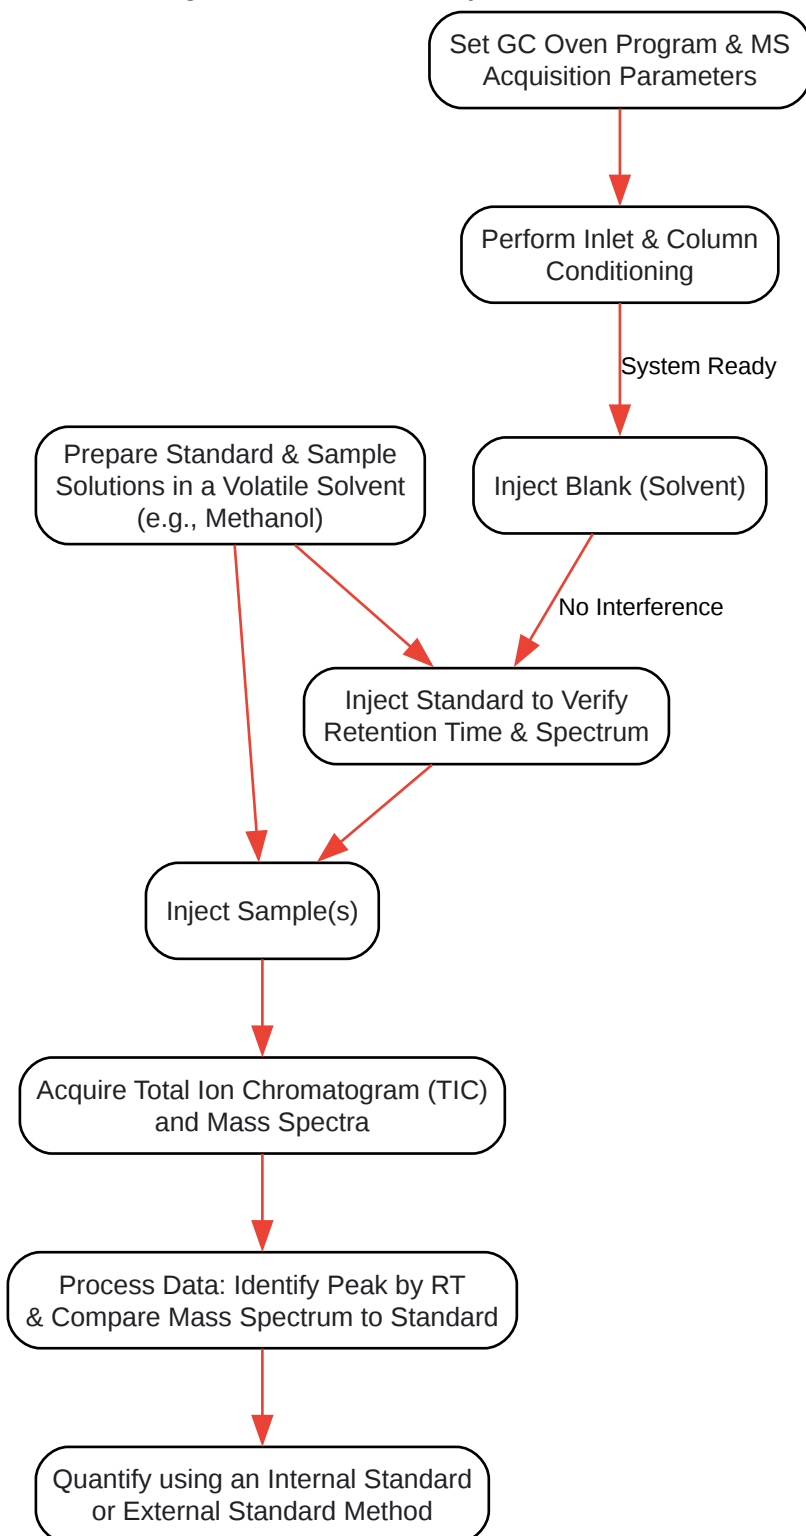 Set GC Oven Program & MS
Acquisition Parameters
Perform Inlet & Column
Conditioning
System Ready
Prepare Standard & Sample
Solutions in a Volatile Solvent
(e.g., Methanol)
Inject Blank (Solvent)
No Interference
Inject Standard to Verify
Retention Time & Spectrum
Inject Sample(s)
Acquire Total Ion Chromatogram (TIC)
and Mass Spectra
Process Data: Identify Peak by RT
& Compare Mass Spectrum to Standard
Quantify using an Internal Standard
or External Standard Method